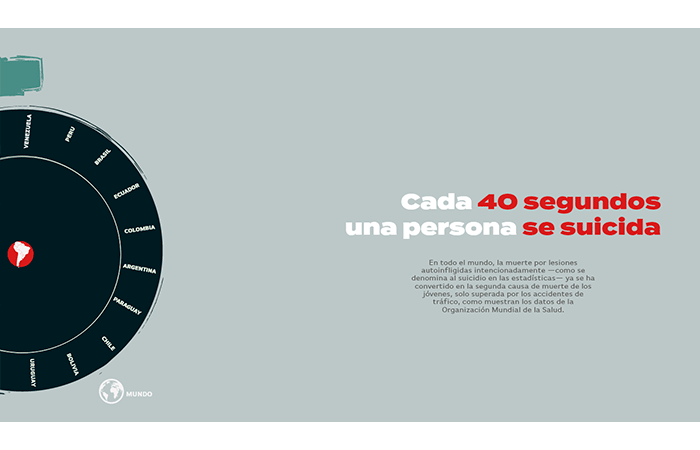 VENEZUELA
PERU
BRASIL
ECUADOR
COLOMBIA
ARGENTINA
PARAGUAY
CHILE
BOLIVIA
URUGUAY
MUNDO
Cada 40 segundos
una persona se suicida
En todo el mundo, la muerte por lesiones
autoinfligidas intencionadamente —como se
denomina al suicidio en las estadísticas— ya se ha
convertido en la segunda causa de muerte de los
jóvenes, solo superada por los accidentes de
tráfico, como muestran los datos de la
Organización Mundial de la Salud.